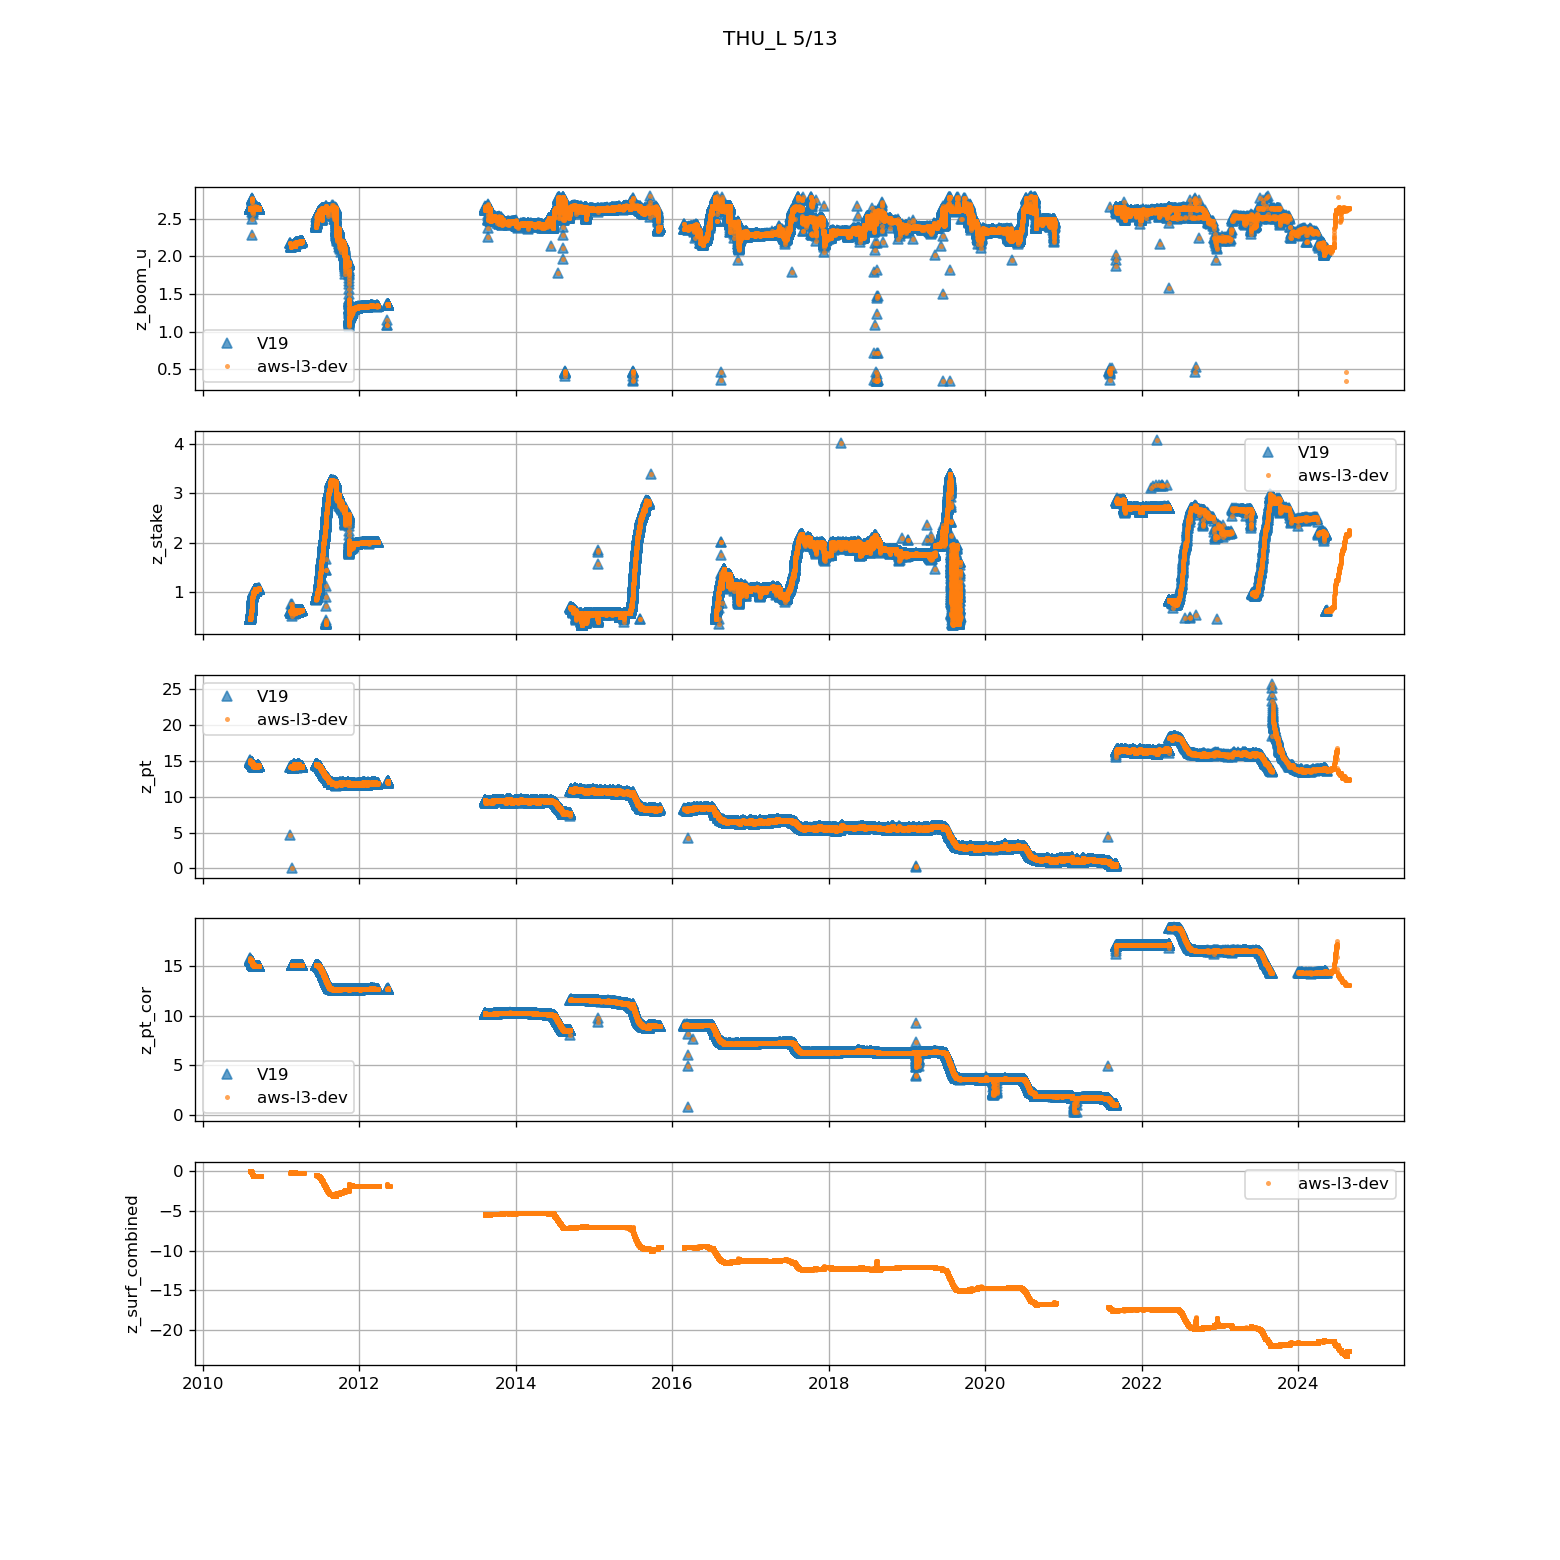 THU_L 5/13
z_boom_u
2.5
2.0
1.5
1.0
0.5
V19
aws-l3-dev
z_stake
4
3
2
1
V19
aws-l3-dev
z_pt
25
20
15
10
5
0
V19
aws-l3-dev
z_pt_cor
15
10
5
0
V19
aws-l3-dev
z_surf_combined
0
−5
−10
−15
−20
aws-l3-dev
2010 2012 2014 2016 2018 2020 2022 2024